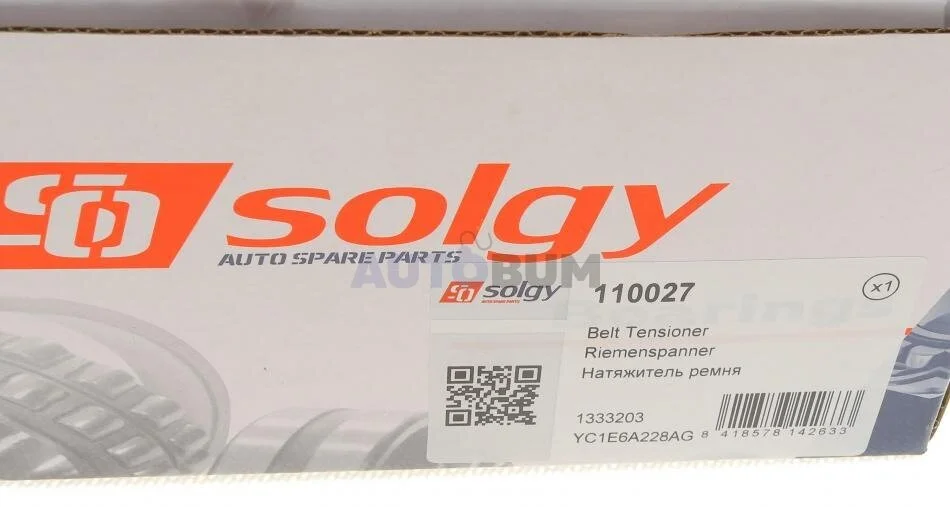 solgy
AUTO SPARE PARTS
AUTOBUM
solgy
AUTO SPARE PARTS
110027
x1
Bearings
Belt Tensioner
Riemenspanner
Натяжитель ремня
1333203
YC1E6A228AG
8 418578 142633